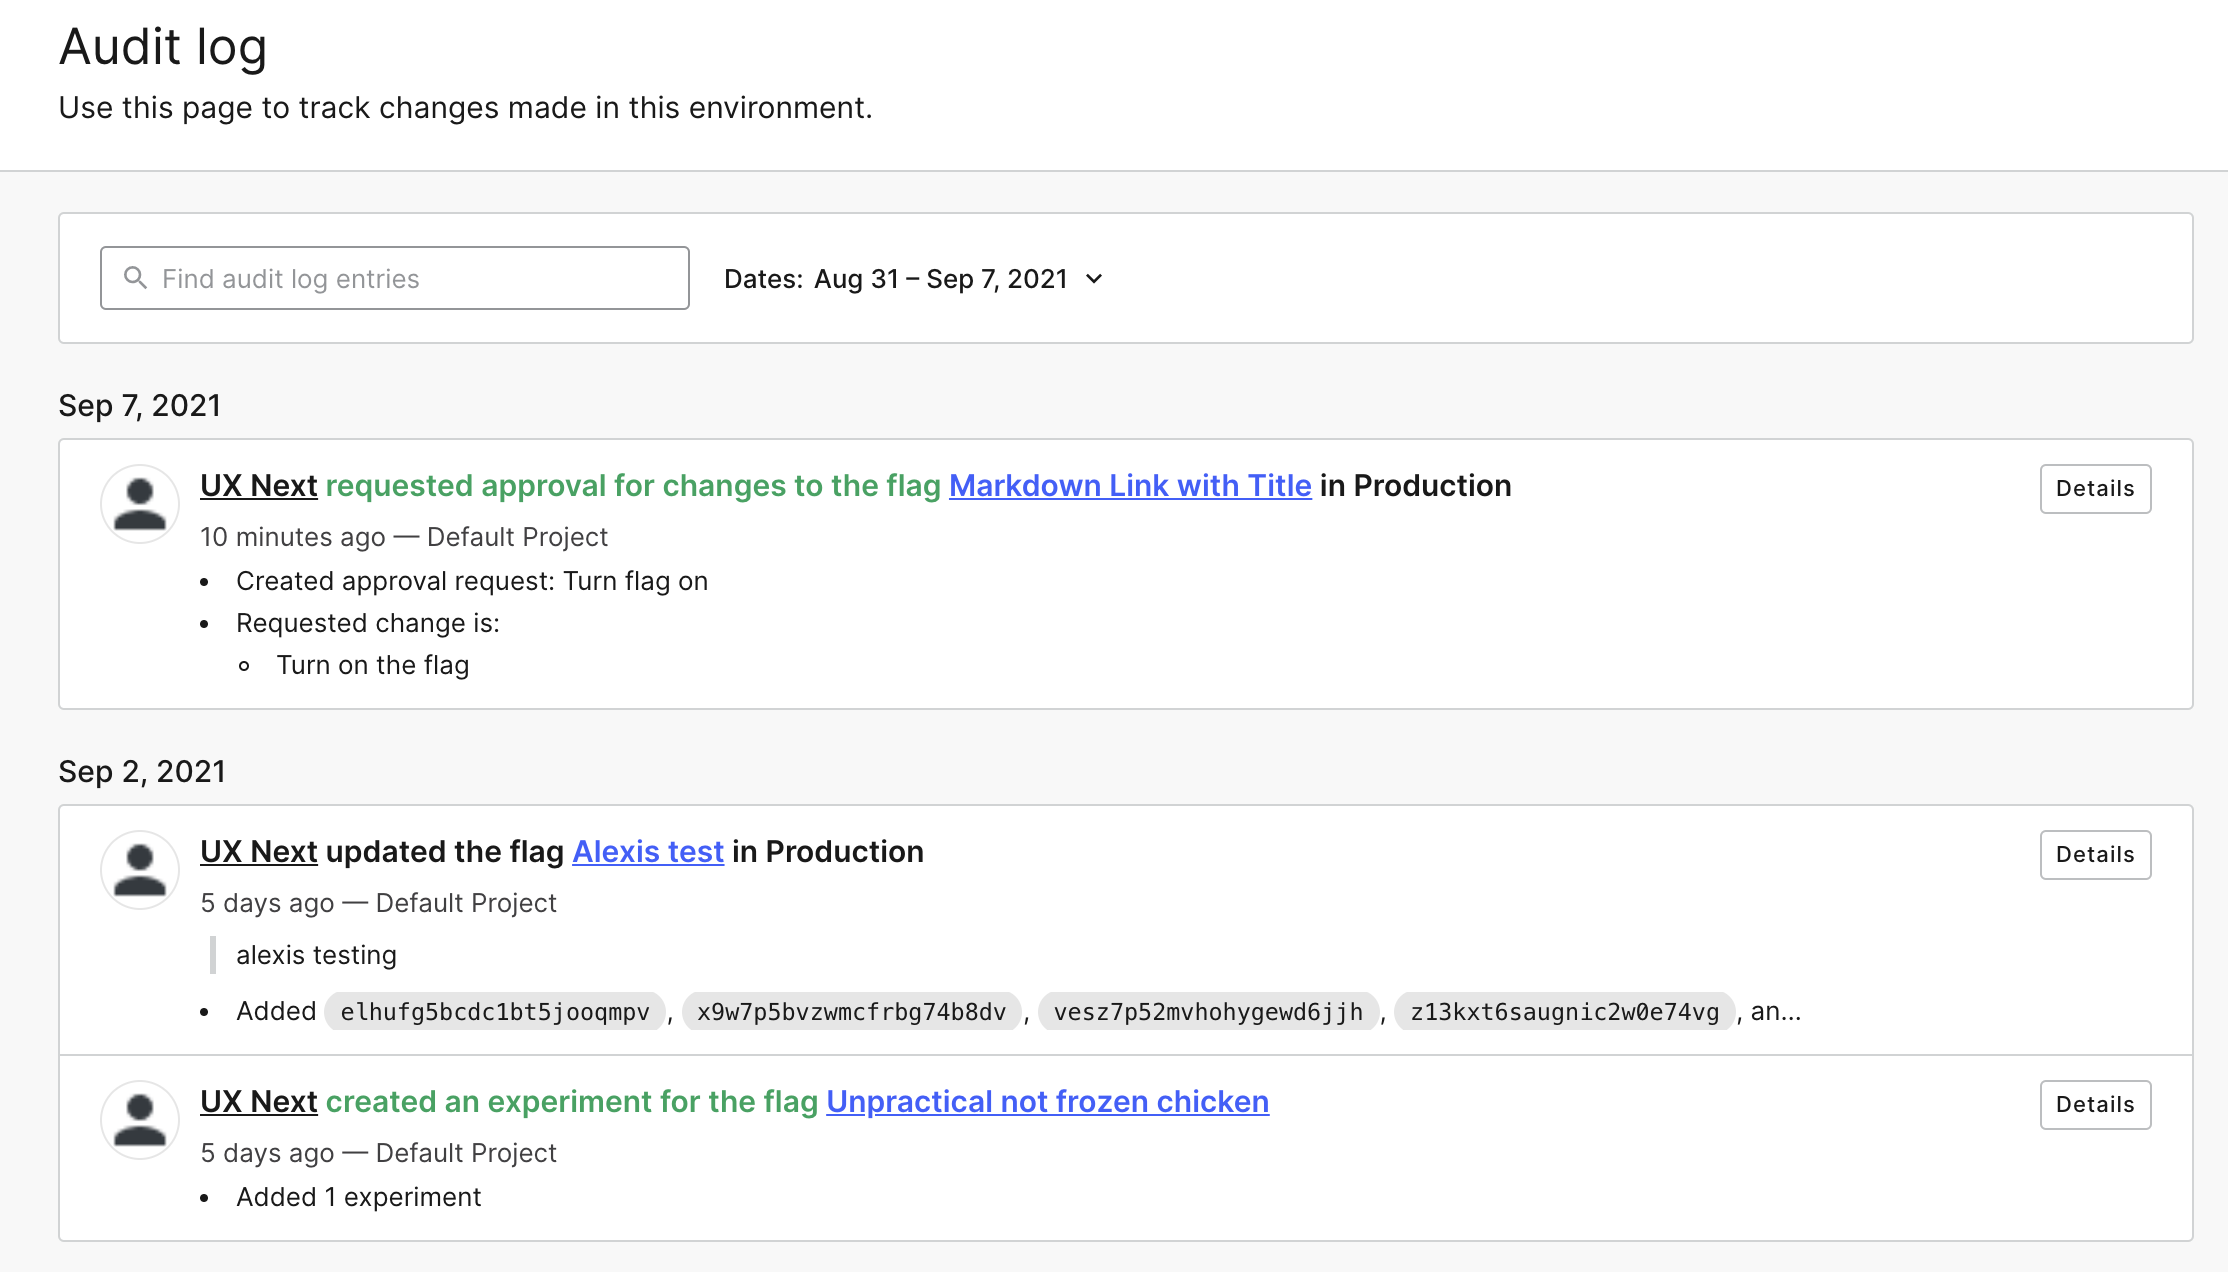 Audit log
Use this page to track changes made in this environment.
Find audit log entries
Dates: Aug 31 – Sep 7, 2021
Sep 7, 2021
UX Next requested approval for changes to the flag Markdown Link with Title in Production
Details
10 minutes ago — Default Project
• Created approval request: Turn flag on
• Requested change is:
◦ Turn on the flag
Sep 2, 2021
UX Next updated the flag Alexis test in Production
Details
5 days ago — Default Project
alexis testing
• Added elhufg5bcdc1bt5jooqmpv, x9w7p5bvzwmcfrbg74b8dv, vesz7p52mvhohygewd6jjh, z13kxt6saugnic2w0e74vg, an...
UX Next created an experiment for the flag Unpractical not frozen chicken
Details
5 days ago — Default Project
• Added 1 experiment